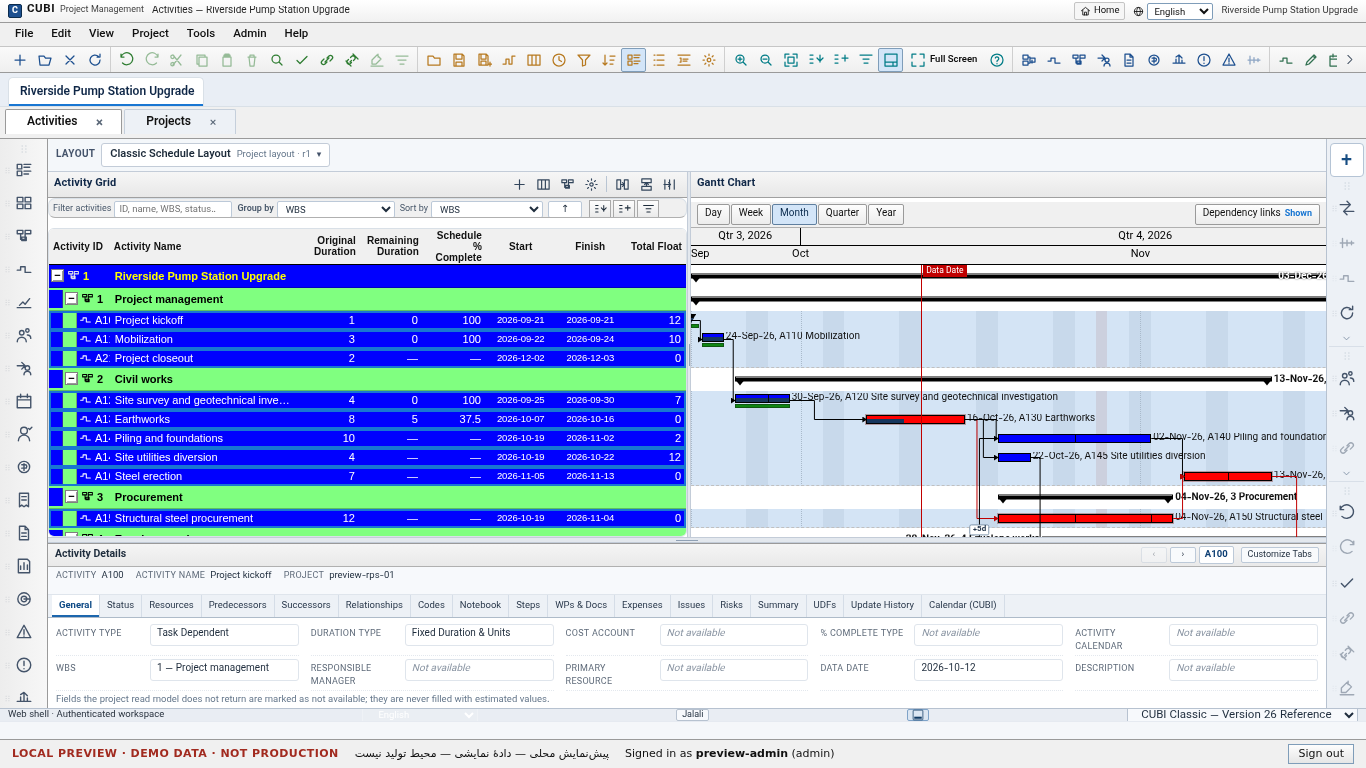 CUBI Project Management Activities — Riverside Pump Station Upgrade Home English Riverside Pump Station Upgrade
File Edit View Project Tools Admin Help
Full Screen
Riverside Pump Station Upgrade
Activities × Projects ×
LAYOUT Classic Schedule Layout Project layout · r1
Activity Grid
Filter activities ID, name, WBS, status.. Group by WBS Sort by WBS ↑
Activity ID Activity Name Original Duration Remaining Duration Schedule % Complete Start Finish Total Float
1 Riverside Pump Station Upgrade
1 Project management
Project kickoff 1 0 100 2026-09-21 2026-09-21 12
Mobilization 3 0 100 2026-09-22 2026-09-24 10
Project closeout 2 — — 2026-12-02 2026-12-03 0
2 Civil works
Site survey and geotechnical inve… 4 0 100 2026-09-25 2026-09-30 7
Earthworks 8 5 37.5 2026-10-07 2026-10-16 0
Piling and foundations 10 — — 2026-10-19 2026-11-02 2
Site utilities diversion 4 — — 2026-10-19 2026-10-22 12
Steel erection 7 — — 2026-11-05 2026-11-13 0
3 Procurement
Structural steel procurement 12 — — 2026-10-19 2026-11-04 0
Gantt Chart
Day Week Month Quarter Year Dependency links Shown
Qtr 3, 2026 Qtr 4, 2026
Sep Oct Nov
Data Date 03-Dec-26
24-Sep-26, A110 Mobilization
13-Nov-26,
30-Sep-26, A120 Site survey and geotechnical investigation
16-Oct-26, A130 Earthworks
02-Nov-26, A140 Piling and foundation
22-Oct-26, A145 Site utilities diversion
13-Nov-26,
04-Nov-26, 3 Procurement
04-Nov-26, A150 Structural steel
+5d
Activity Details ‹ › A100 Customize Tabs
ACTIVITY A100 ACTIVITY NAME Project kickoff PROJECT preview-rps-01
General Status Resources Predecessors Successors Relationships Codes Notebook Steps WPs & Docs Expenses Issues Risks Summary UDFs Update History Calendar (CUBI)
ACTIVITY TYPE Task Dependent DURATION TYPE Fixed Duration & Units COST ACCOUNT Not available % COMPLETE TYPE Not available ACTIVITY CALENDAR Not available
WBS 1 — Project management RESPONSIBLE MANAGER Not available PRIMARY RESOURCE Not available DATA DATE 2026-10-12 DESCRIPTION Not available
Fields the project read model does not return are marked as not available; they are never filled with estimated values.
Web shell · Authenticated workspace English Jalali CUBI Classic — Version 26 Reference
LOCAL PREVIEW · DEMO DATA · NOT PRODUCTION پیش‌نمایش محلی — دادهٔ نمایشی — محیط تولید نیست Signed in as preview-admin (admin) Sign out